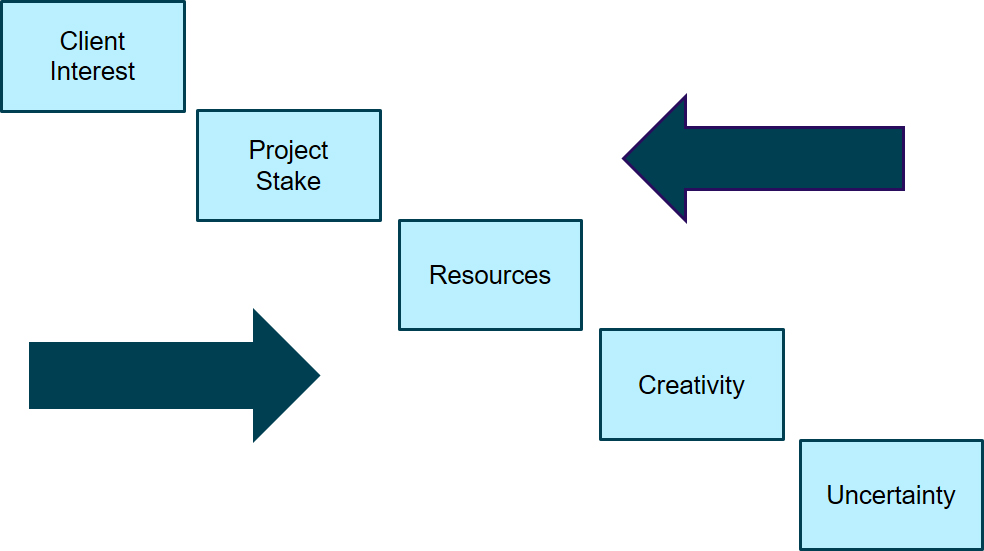 Client
Interest
Project
Stake
Resources
Creativity
Uncertainty